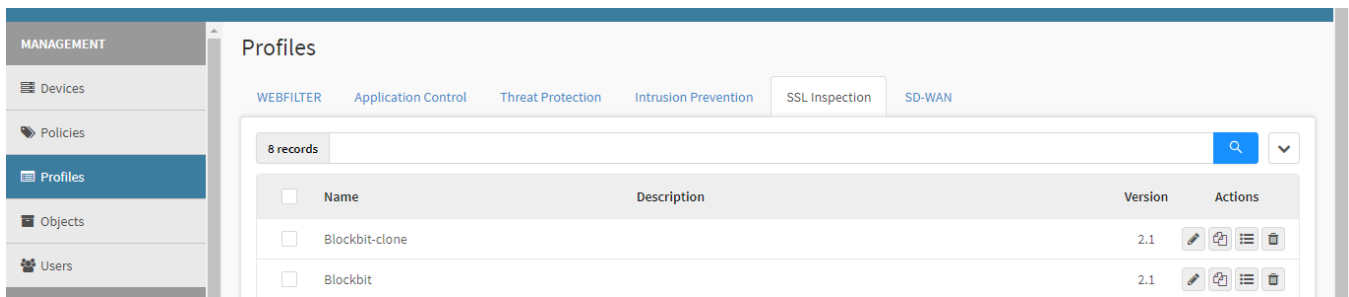 MANAGEMENT
Devices
Policies
Profiles
Objects
Users
Profiles
WEBFILTER Application Control Threat Protection Intrusion Prevention SSL Inspection SD-WAN
8 records
Name Description Version Actions
Blockbit-clone 2.1
Blockbit 2.1